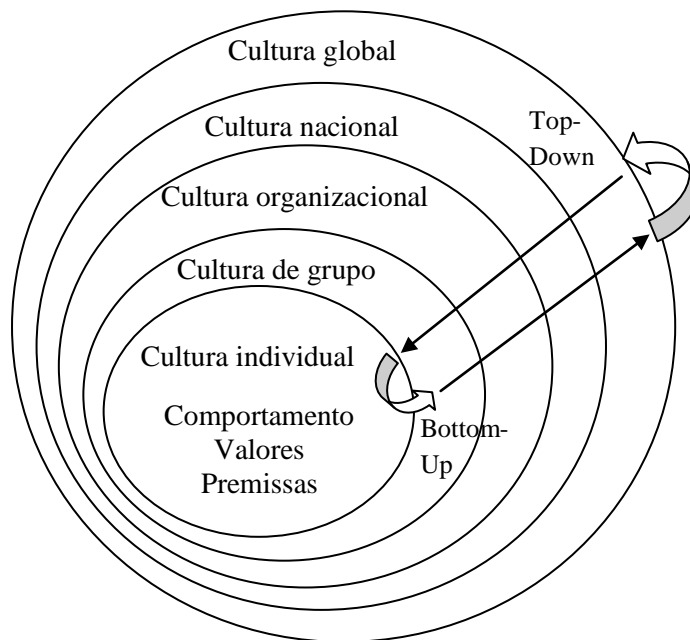 Cultura global
Cultura nacional
Top-
Down
Cultura organizacional
Cultura de grupo
Cultura individual
Comportamento
Valores
Premissas
Bottom-
Up